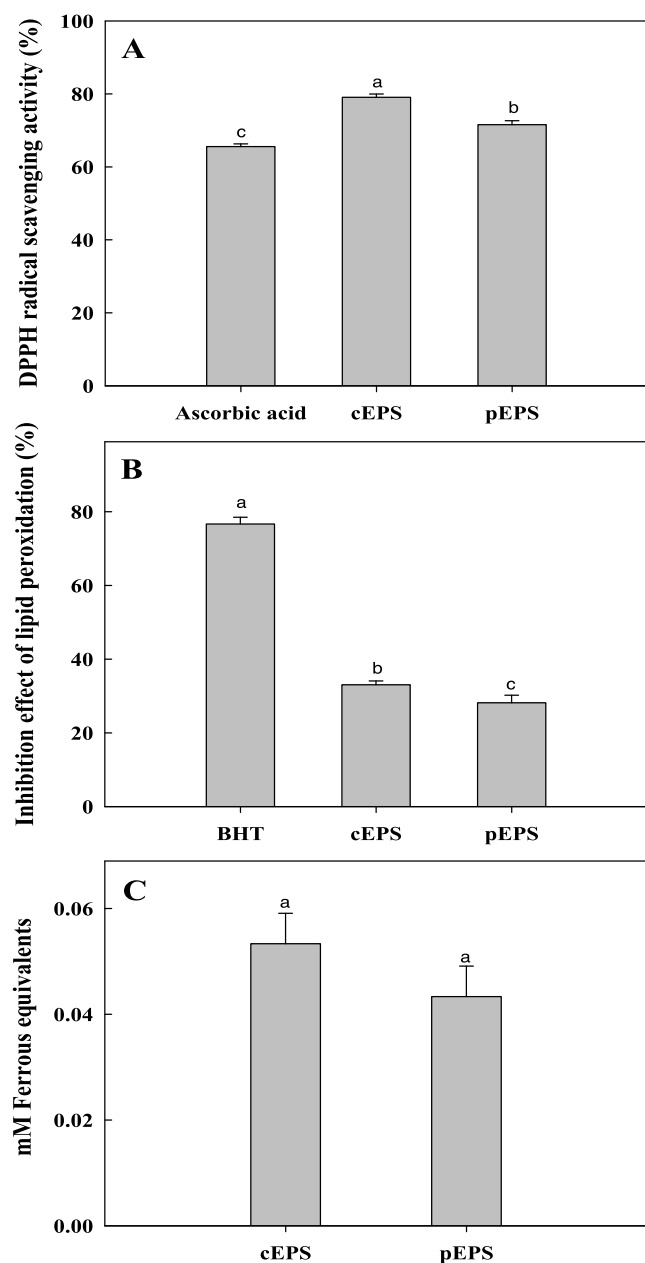 DPPH radical scavenging activity (%)
A
100
80
60
40
20
0
c
a
b
Ascorbic acid cEPS pEPS
Inhibition effect of lipid peroxidation (%)
B
80
60
40
20
0
a
b
c
BHT cEPS pEPS
mM Ferrous equivalents
C
0.06
0.04
0.02
0.00
a
a
cEPS pEPS